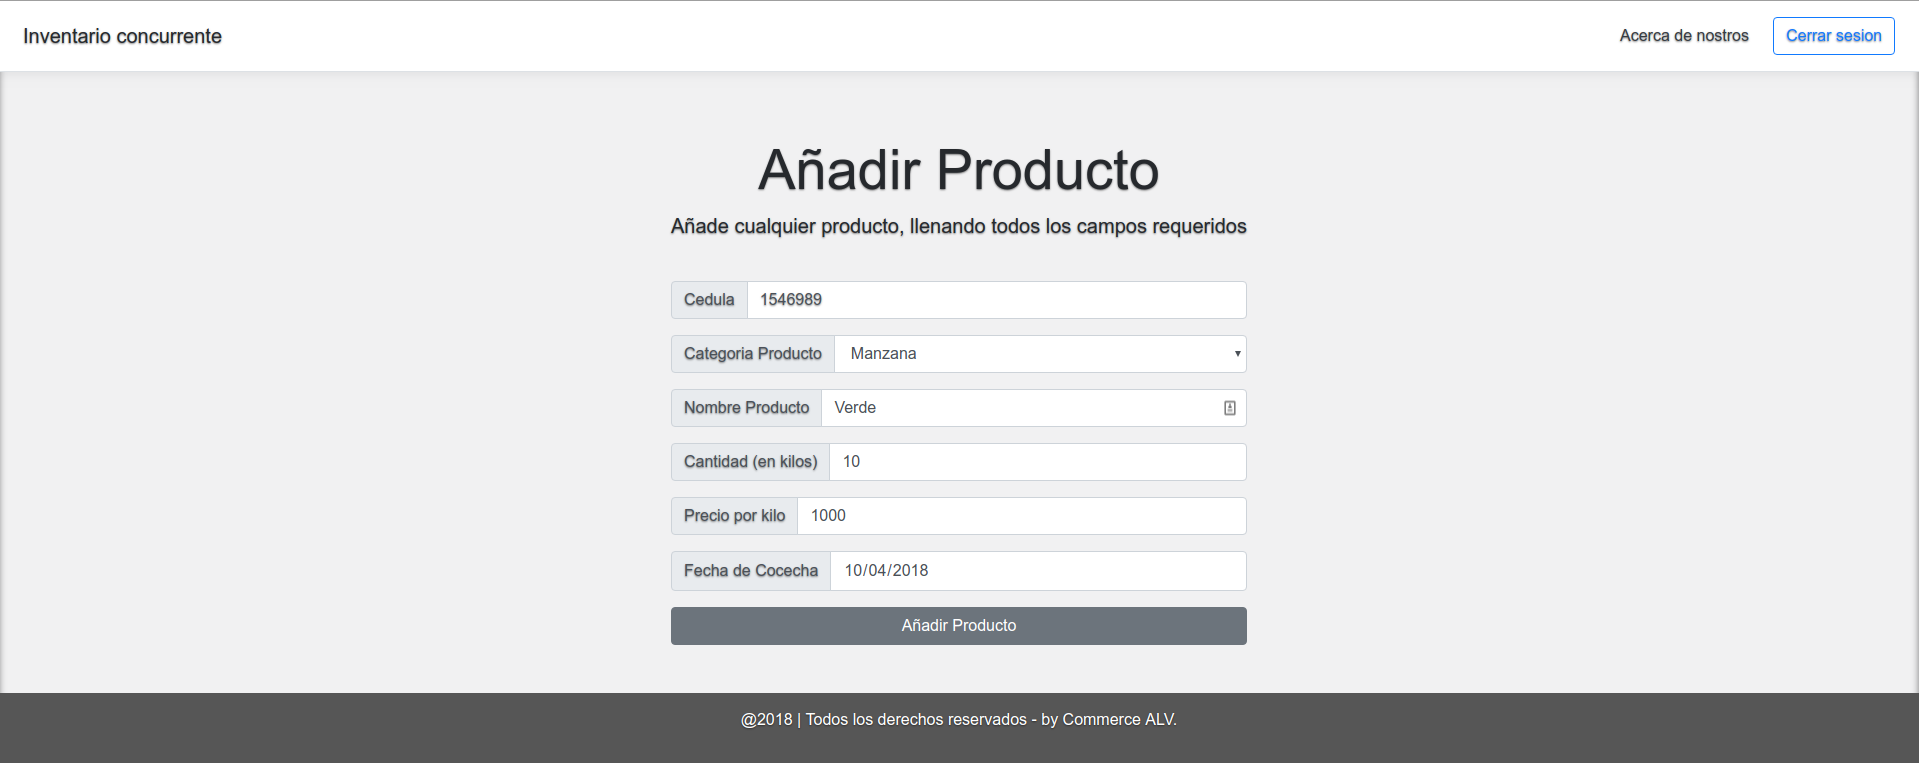 Inventario concurrente
Acerca de nostros
Cerrar sesion
Añadir Producto
Añade cualquier producto, llenando todos los campos requeridos
Cedula 1546989
Categoria Producto Manzana
Nombre Producto Verde
Cantidad (en kilos) 10
Precio por kilo 1000
Fecha de Cocecha 10/04/2018
Añadir Producto
@2018 | Todos los derechos reservados - by Commerce ALV.